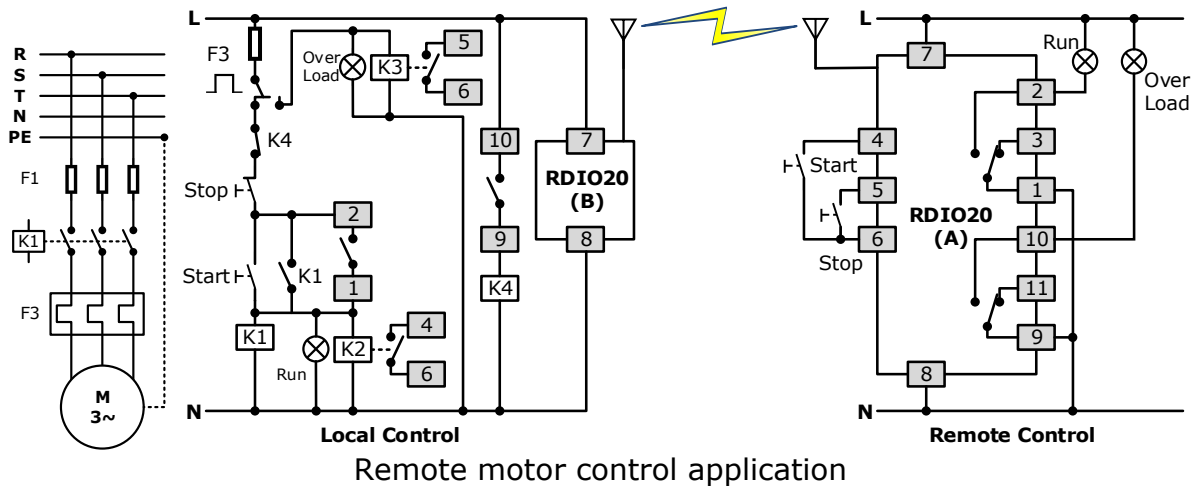 R
S
T
N
PE
F1
K1
F3
M
3~
L
F3
Over
Load
K3
5
6
K4
Stop
2
Start
K1
1
K1
Run
K2
4
6
10
9
K4
7
RDIO20
(B)
8
N
Local Control
L
7
Run
Over
Load
2
4
3
Start
5
1
RDIO20
(A)
6
10
Stop
11
9
8
N
Remote Control
Remote motor control application